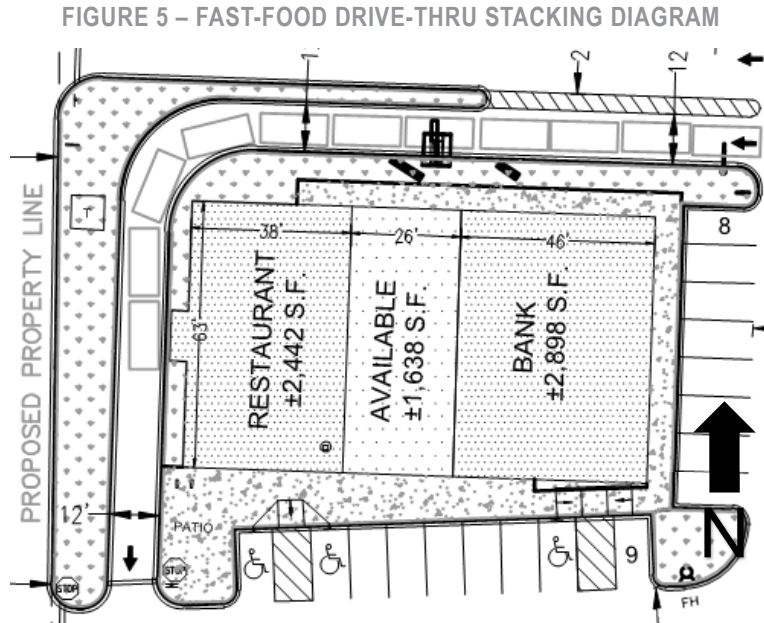 FIGURE 5 – FAST-FOOD DRIVE-THRU STACKING DIAGRAM
2
12'
8
T
38'
26'
46'
63'
RESTAURANT
±2,442 S.F.
AVAILABLE
±1,638 S.F.
BANK
±2,898 S.F.
PROPOSED PROPERTY LINE
12'
PATIO
N
9
STOP
STOP
FH